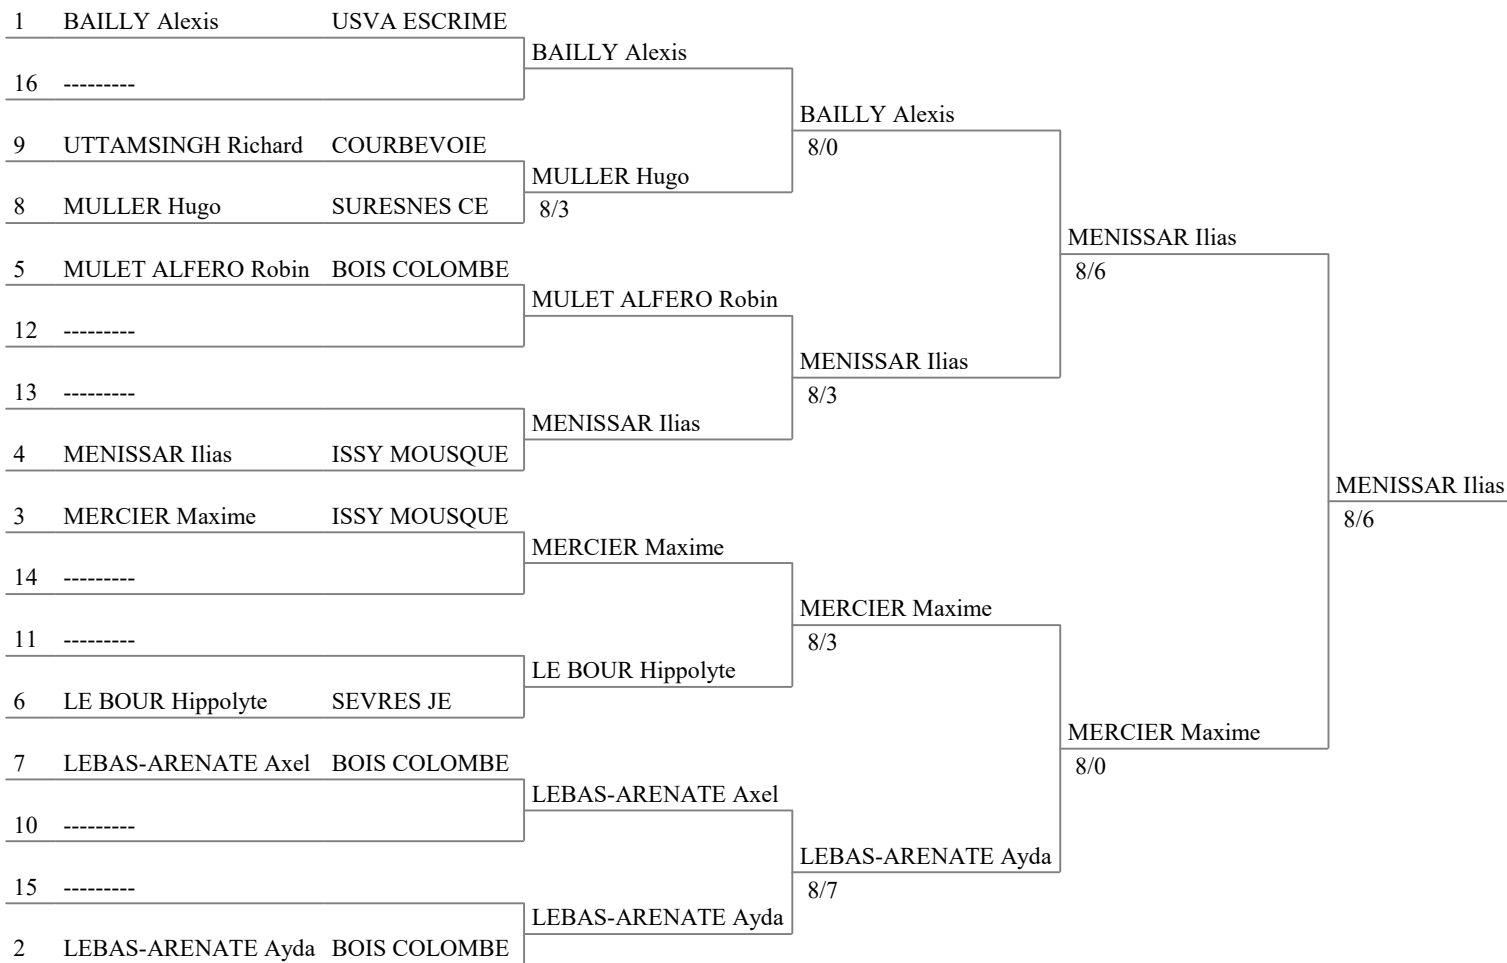 1 BAILLY Alexis USVA ESCRIME
BAILLY Alexis
16 ---------
BAILLY Alexis
8/0
9 UTTAMSINGH Richard COURBEVOIE
MULLER Hugo
8/3
8 MULLER Hugo SURESNES CE
MENISSAR Ilias
8/6
5 MULET ALFERO Robin BOIS COLOMBE
MULET ALFERO Robin
12 ---------
MENISSAR Ilias
8/3
13 ---------
MENISSAR Ilias
4 MENISSAR Ilias ISSY MOUSQUE
MENISSAR Ilias
8/6
3 MERCIER Maxime ISSY MOUSQUE
MERCIER Maxime
14 ---------
MERCIER Maxime
8/3
11 ---------
LE BOUR Hippolyte
6 LE BOUR Hippolyte SEVRES JE
MERCIER Maxime
8/0
7 LEBAS-ARENATE Axel BOIS COLOMBE
LEBAS-ARENATE Axel
10 ---------
LEBAS-ARENATE Ayda
8/7
15 ---------
LEBAS-ARENATE Ayda
2 LEBAS-ARENATE Ayda BOIS COLOMBE